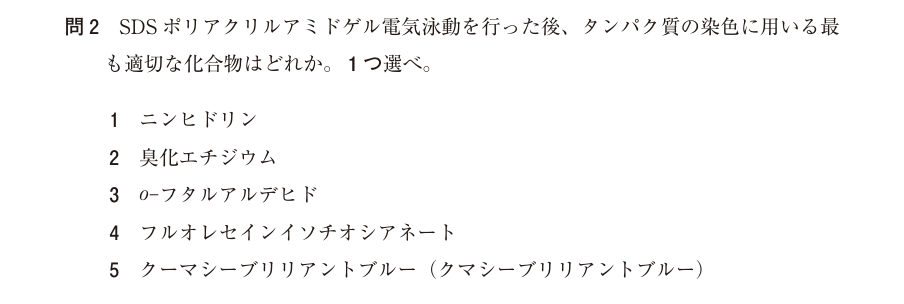 問2 SDS ポリアクリルアミドゲル電気泳動を行った後、タンパク質の染色に用いる最
も適切な化合物はどれか。1つ選べ。
1 ニンヒドリン
2 臭化エチジウム
3 o-フタルアルデヒド
4 フルオレセインイソチオシアネート
5 クーマシーブリリアントブルー（クマシーブリリアントブルー）